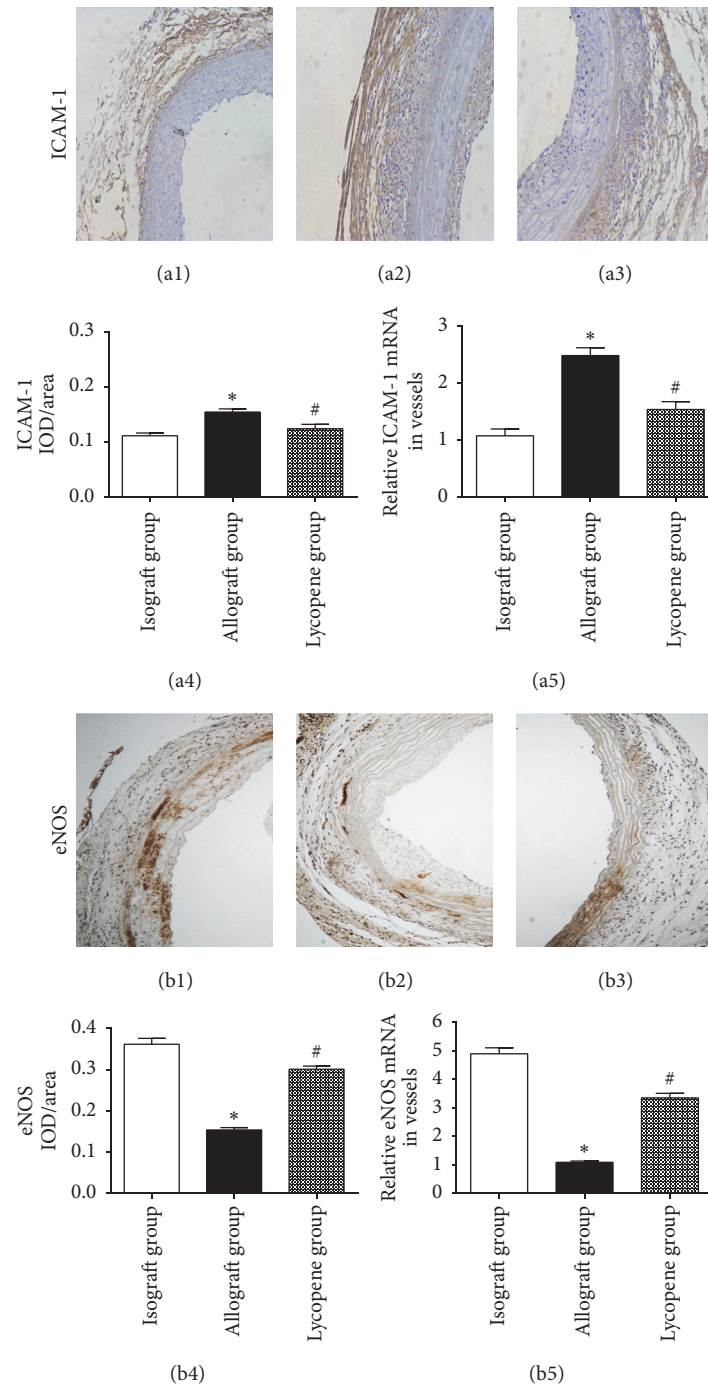 ICAM-1
(a1)
(a2)
(a3)
ICAM-1
IOD/area
0.3
0.2
0.1
0.0
*
#
Isograft group
Allograft group
Lycopene group
(a4)
Relative ICAM-1 mRNA
in vessels
3
2
1
0
*
#
Isograft group
Allograft group
Lycopene group
(a5)
eNOS
(b1)
(b2)
(b3)
eNOS
IOD/area
0.4
0.3
0.2
0.1
0.0
*
#
Isograft group
Allograft group
Lycopene group
(b4)
Relative eNOS mRNA
in vessels
6
5
4
3
2
1
0
*
#
Isograft group
Allograft group
Lycopene group
(b5)